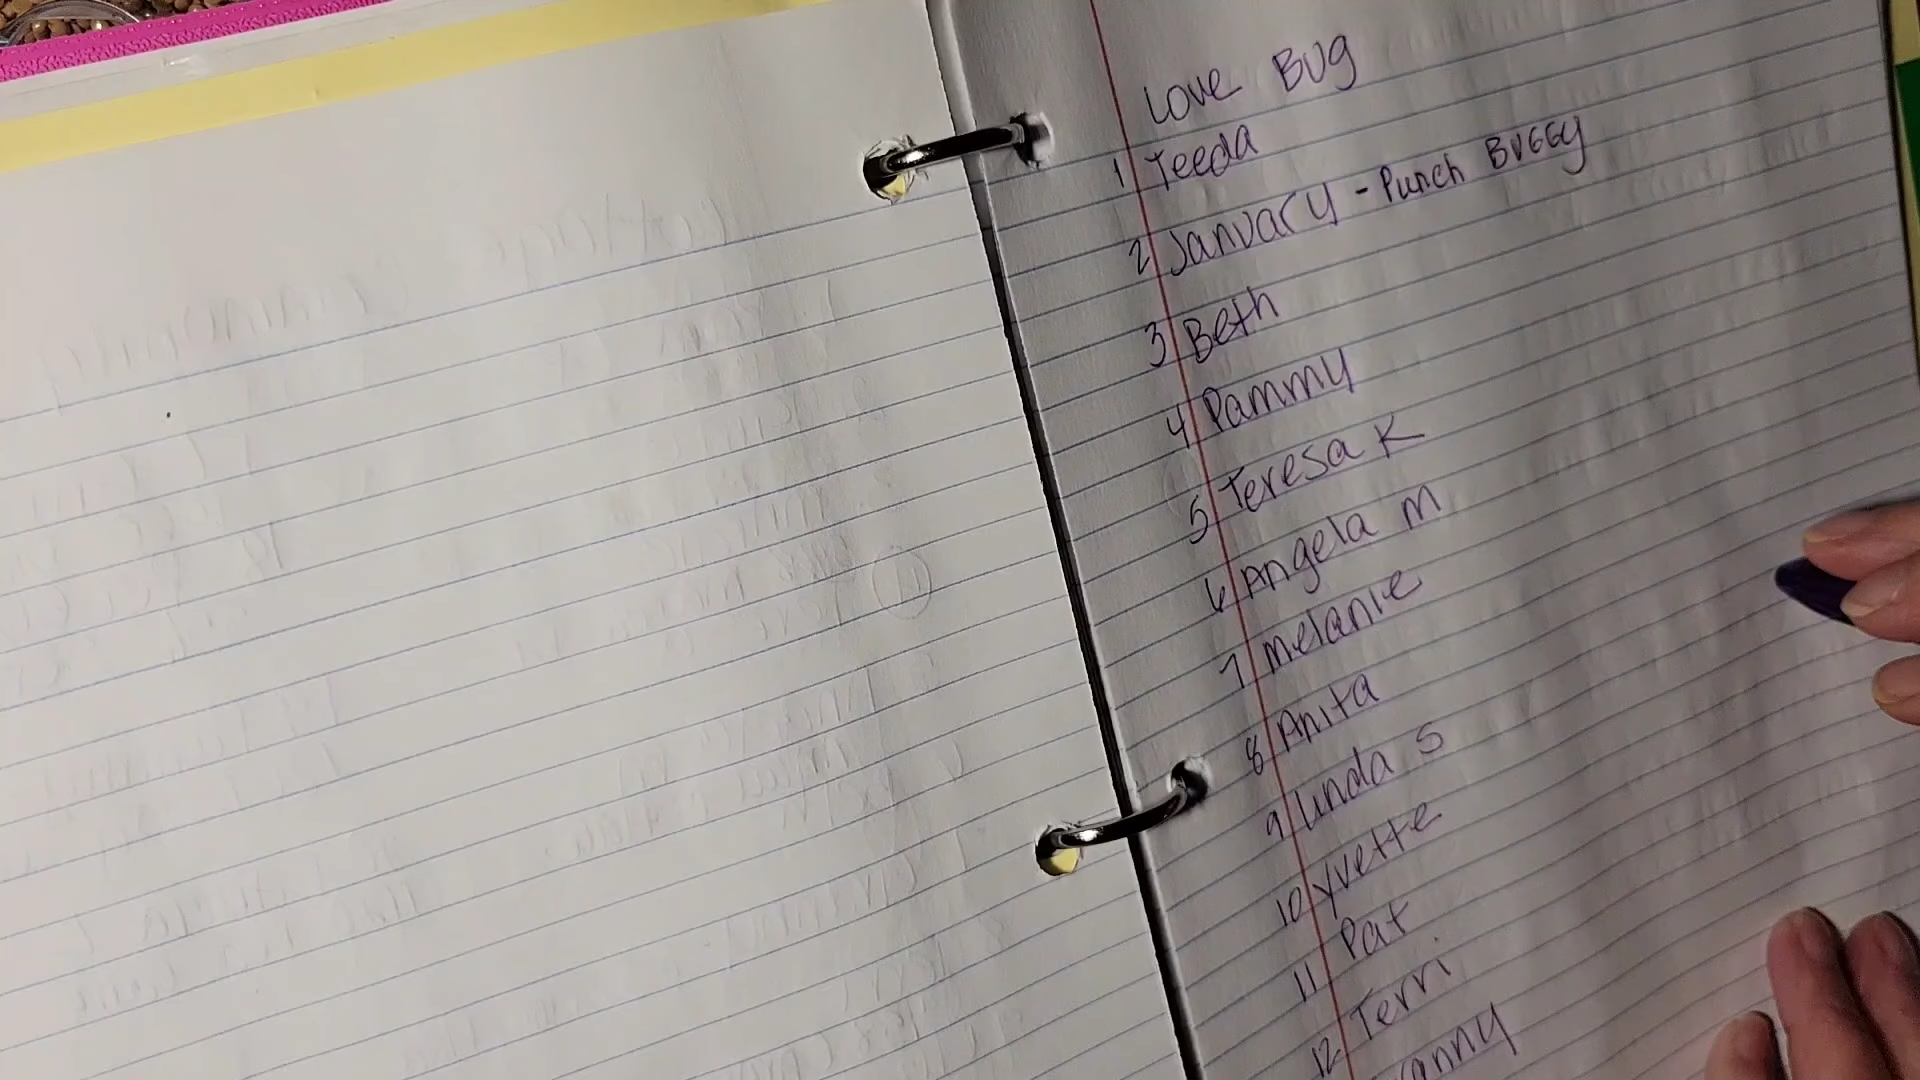 Love Bug
1 Teeda
2 January - Punch Buggy
3 Beth
4 Pammy
5 Teresa K
6 Angela M
7 Melanie
8 Anita
9 Linda S
10 Yvette
11 Pat
12 Terri